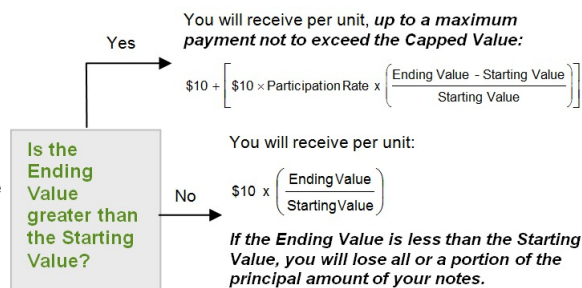 Yes
You will receive per unit, up to a maximum
payment not to exceed the Capped Value:
$10 + [ $10 × Participation Rate x ( Ending Value - Starting Value
Starting Value ) ]
Is the
Ending
Value
greater than
the Starting
Value?
No
You will receive per unit:
$10 x ( Ending Value
Starting Value )
If the Ending Value is less than the Starting
Value, you will lose all or a portion of the
principal amount of your notes.